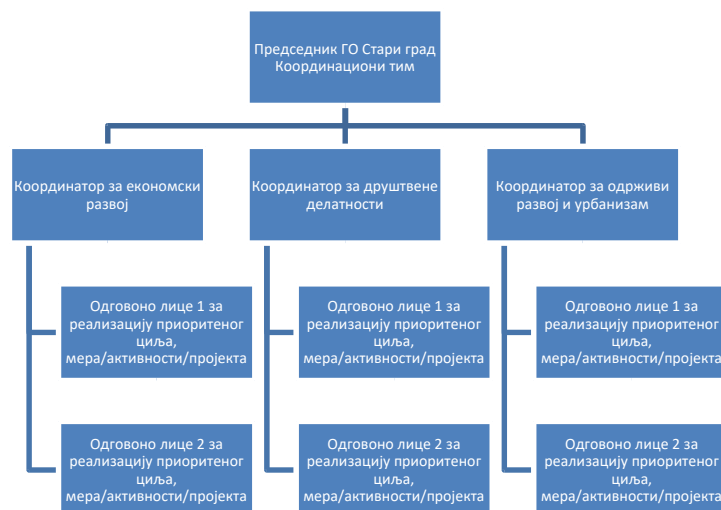 Председник ГО Стари град
Координациони тим
Координатор за економски
развој
Координатор за друштвене
делатности
Координатор за одрживи
развој и урбанизам
Одговоно лице 1 за
реализацију приоритеног
циља,
мера/активности/пројекта
Одговоно лице 1 за
реализацију приоритеног
циља,
мера/активности/пројекта
Одговоно лице 1 за
реализацију приоритеног
циља,
мера/активности/пројекта
Одговоно лице 2 за
реализацију приоритеног
циља,
мера/активности/пројекта
Одговоно лице 2 за
реализацију приоритеног
циља,
мера/активности/пројекта
Одговоно лице 2 за
реализацију приоритеног
циља,
мера/активности/пројекта